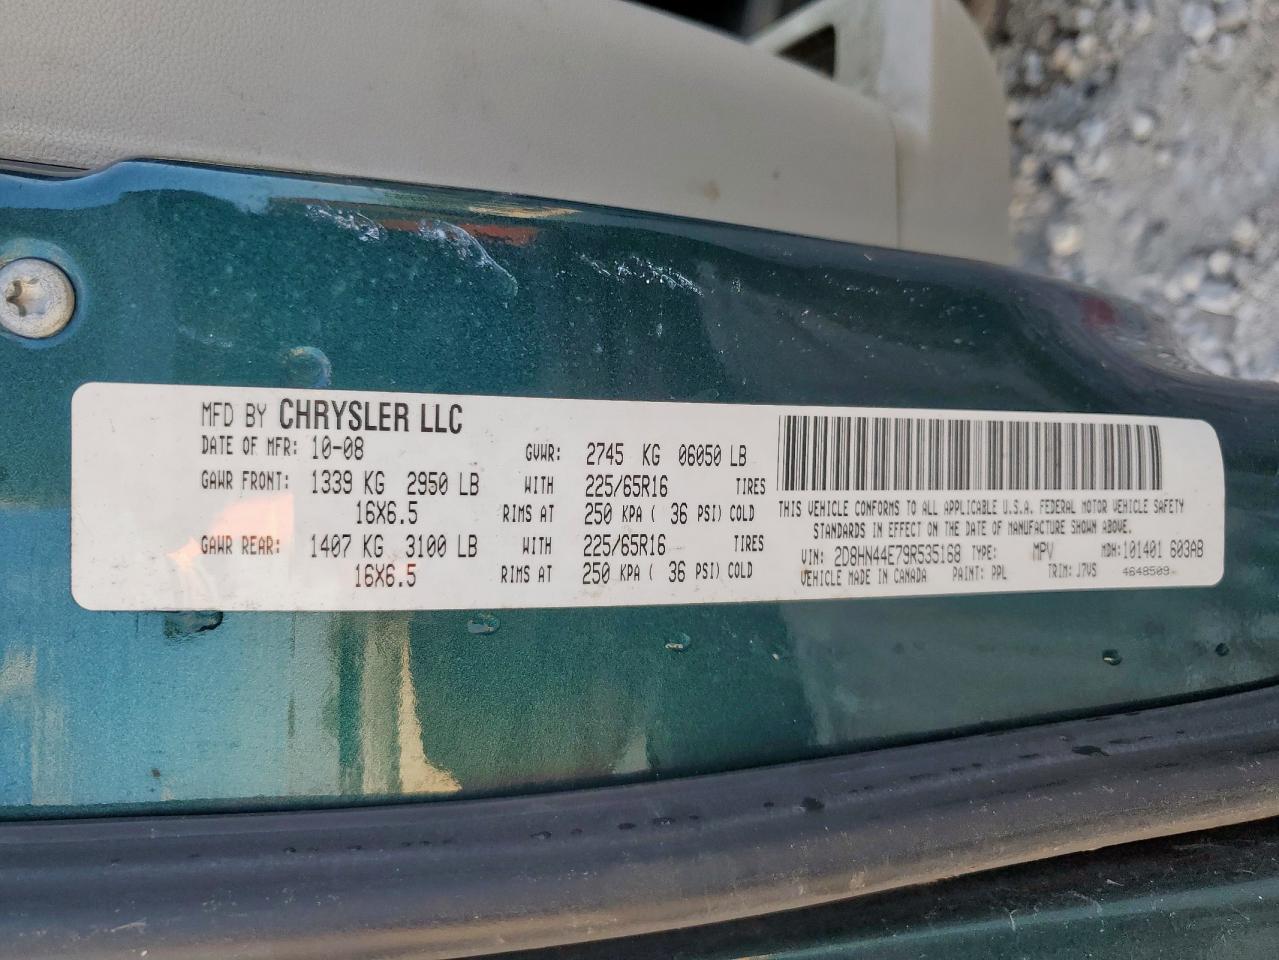 MFD BY CHRYSLER LLC
DATE OF MFR: 10-08 GVWR: 2745 KG 06050 LB
GAWR FRONT: 1339 KG 2950 LB WITH 225/65R16 TIRES
16X6.5 RIMS AT 250 KPA ( 36 PSI) COLD
GAWR REAR: 1407 KG 3100 LB WITH 225/65R16 TIRES
16X6.5 RIMS AT 250 KPA ( 36 PSI) COLD
THIS VEHICLE CONFORMS TO ALL APPLICABLE U.S.A. FEDERAL MOTOR VEHICLE SAFETY
STANDARDS IN EFFECT ON THE DATE OF MANUFACTURE SHOWN ABOVE.
VIN: 2D8HN44E79R535168 TYPE: MPV MDH: 101401 603AB
VEHICLE MADE IN CANADA PAINT: PPL TRIM: J7VS 4648509